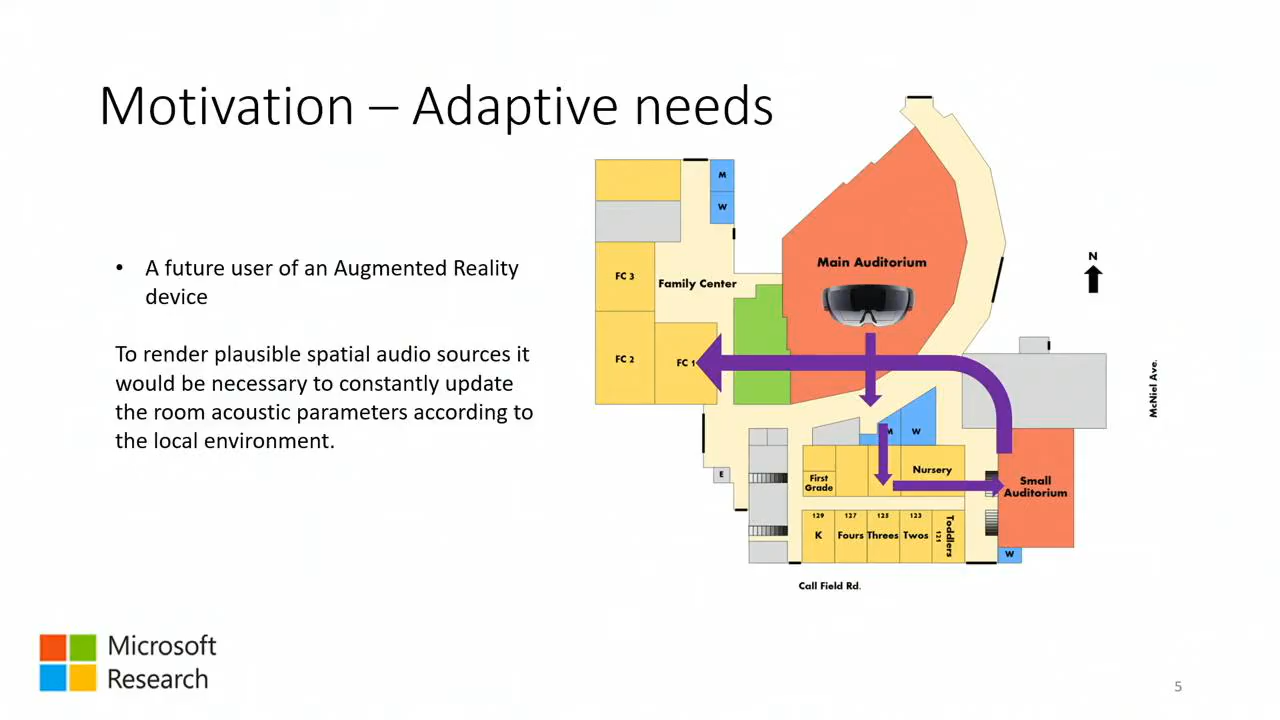 Motivation – Adaptive needs
• A future user of an Augmented Reality
device
To render plausible spatial audio sources it
would be necessary to constantly update
the room acoustic parameters according to
the local environment.
M
W
FC 3
Family Center
FC 2
FC 1
Main Auditorium
N
McNiel Ave.
M
W
E
First
Grade
Nursery
Small
Auditorium
129
K
127
Fours
125
Threes
123
Twos
Toddlers
121
W
Call Field Rd.
Microsoft
Research
5